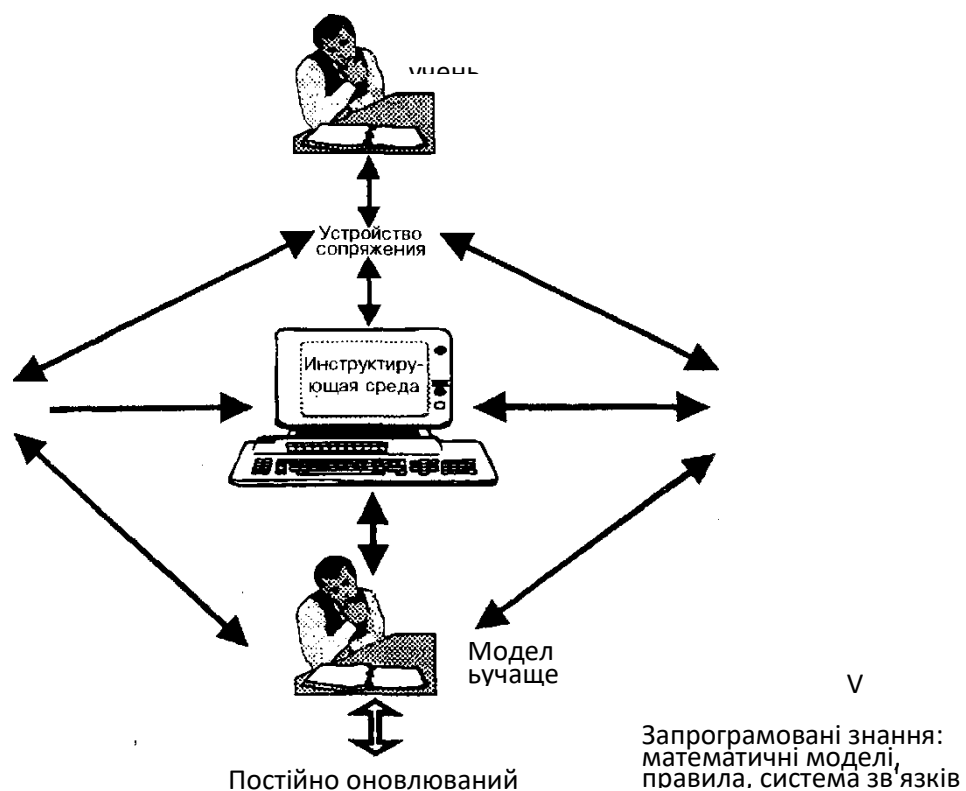 учень
Устройство
сопряжения
Инструктиру-
ющая среда
Модел
ьучаще
V
Запрограмовані знання:
математичні моделі,
правила, система зв'язків
Постійно оновлюваний